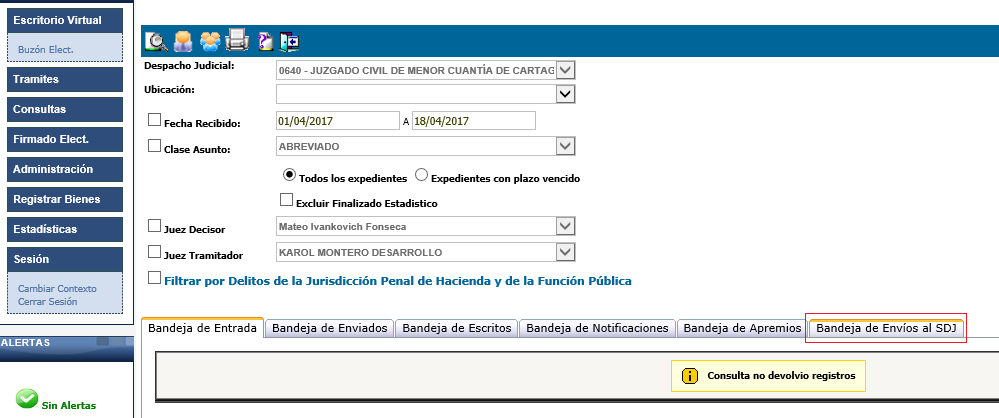 Escritorio Virtual
Buzón Elect.
Tramites
Consultas
Firmado Elect.
Administración
Registrar Bienes
Estadísticas
Sesión
Cambiar Contexto
Cerrar Sesión
ALERTAS
Sin Alertas
Despacho Judicial: 0640 - JUZGADO CIVIL DE MENOR CUANTÍA DE CARTAG
Ubicación:
Fecha Recibido: 01/04/2017 A 18/04/2017
Clase Asunto: ABREVIADO
Todos los expedientes Expedientes con plazo vencido
Excluir Finalizado Estadistico
Juez Decisor Mateo Ivankovich Fonseca
Juez Tramitador KAROL MONTERO DESARROLLO
Filtrar por Delitos de la Jurisdicción Penal de Hacienda y de la Función Pública
Bandeja de Entrada Bandeja de Enviados Bandeja de Escritos Bandeja de Notificaciones Bandeja de Apremios Bandeja de Envíos al SDJ
Consulta no devolvio registros